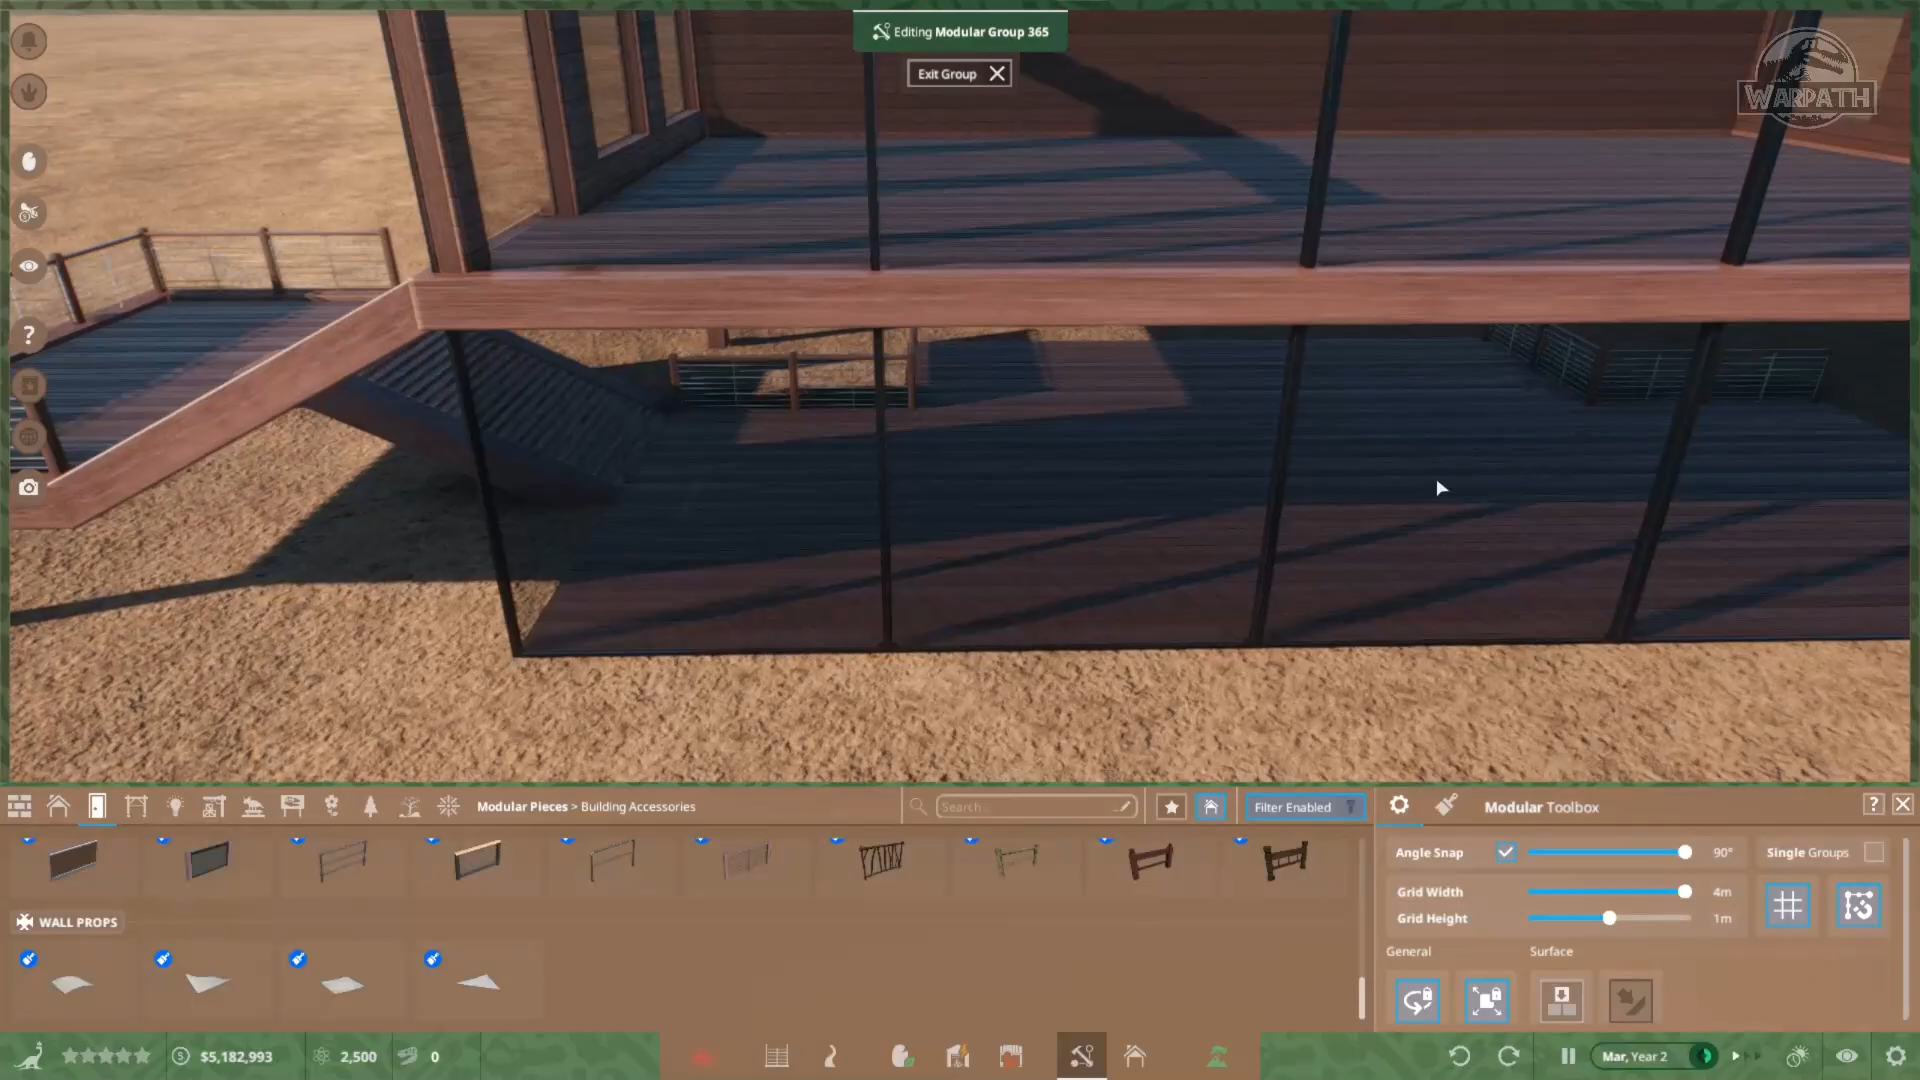 Editing Modular Group 365
Exit Group
WARPATH
Modular Pieces > Building Accessories
Search...
Filter Enabled
Modular Toolbox
?
?
Angle Snap
90°
Single Groups
Grid Width
4m
Grid Height
1m
WALL PROPS
General
Surface
$5,182,993
2,500
0
Mar, Year 2